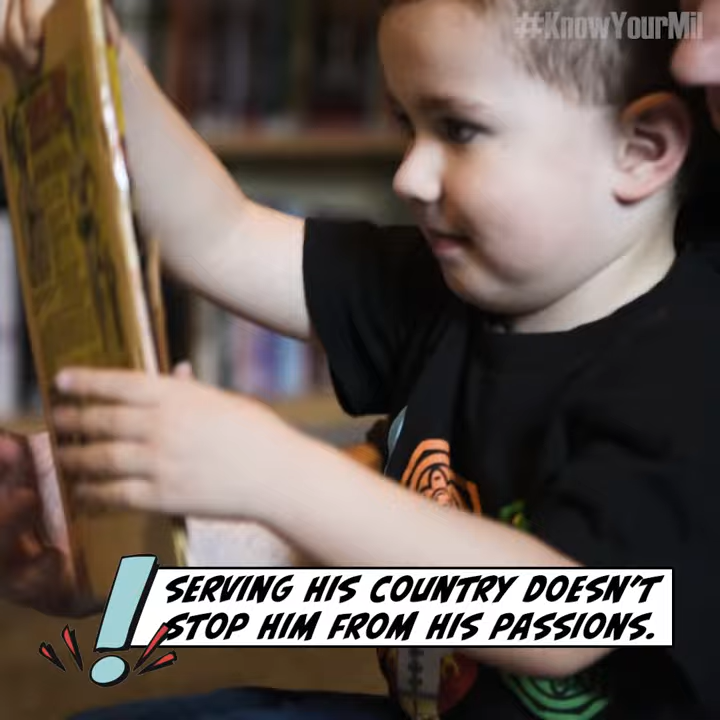 #KnowYourMil
SERVING HIS COUNTRY DOESN'T
STOP HIM FROM HIS PASSIONS.